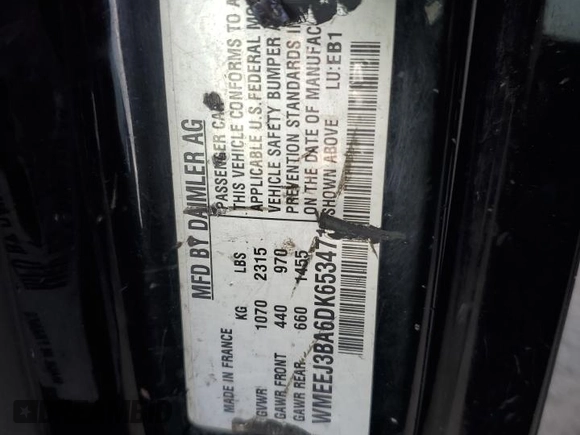 MFD BY DAIMLER AG
PASSENGER CAR
THIS VEHICLE CONFORMS TO A
APPLICABLE U.S. FEDERAL MO
VEHICLE SAFETY BUMPER
PREVENTION STANDARDS I
ON THE DATE OF MANUFAC
SHOWN ABOVE LU: EB1
MADE IN FRANCE KG LBS
GVWR 1070 2315
GAWR FRONT 440 970
GAWR REAR 660 1455
WMEEJ3BA6DK653471